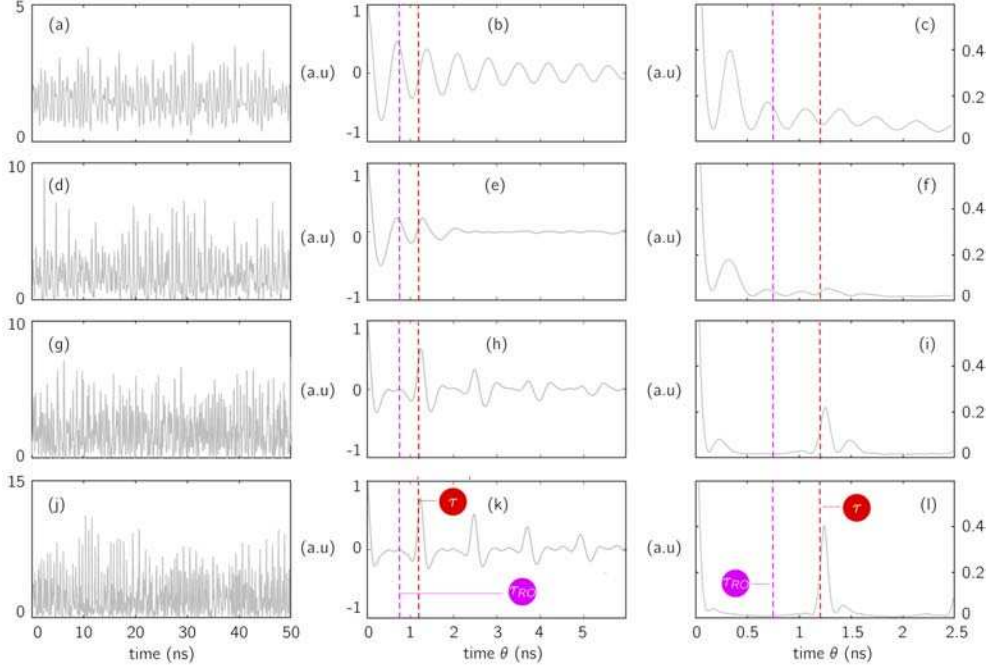 5 (a) 1 (b) (c) 0.4
(a.u) 0 (a.u) 0.2
0 -1 0
10 (d) 1 (e) (f) 0.4
(a.u) 0 (a.u) 0.2
0 -1 0
10 (g) 1 (h) (i) 0.4
(a.u) 0 (a.u) 0.2
0 -1 0
15 (j) 1 τ (k) τ (l) 0.4
(a.u) 0 (a.u) 0.2
τRO τRO
0 -1 0
0 10 20 30 40 50 0 1 2 3 4 5 0 0.5 1 1.5 2 2.5
time (ns) time θ (ns) time θ (ns)